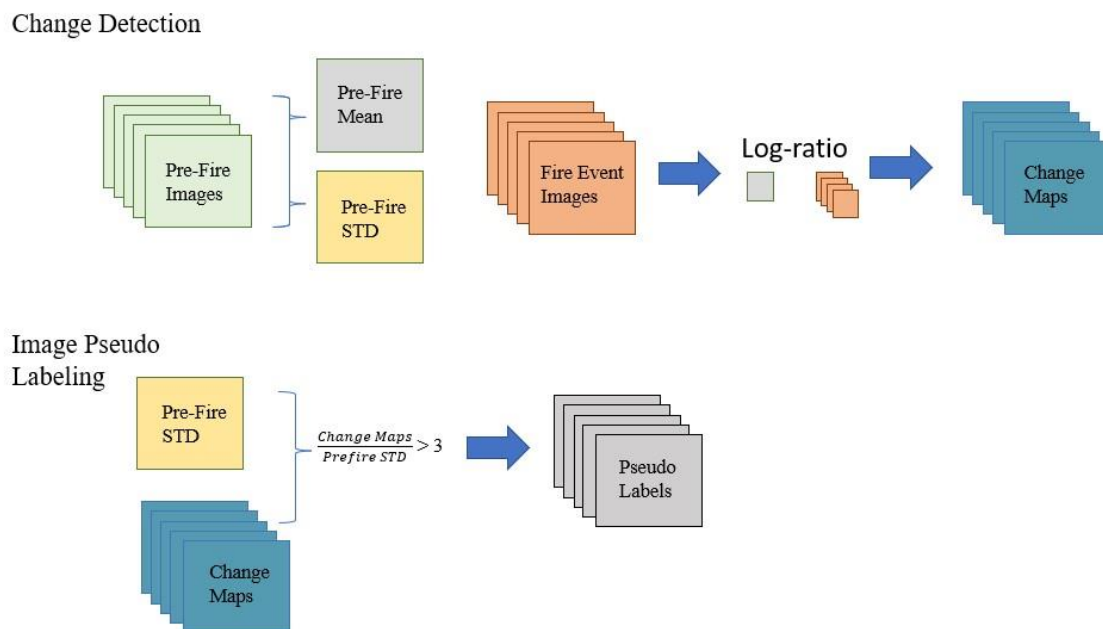 Change Detection
Pre-Fire
Images
Pre-Fire
Mean
Pre-Fire
STD
Fire Event
Images
Log-ratio
Change
Maps
Image Pseudo
Labeling
Pre-Fire
STD
Change
Maps
Change Maps
Prefire STD
> 3
Pseudo
Labels